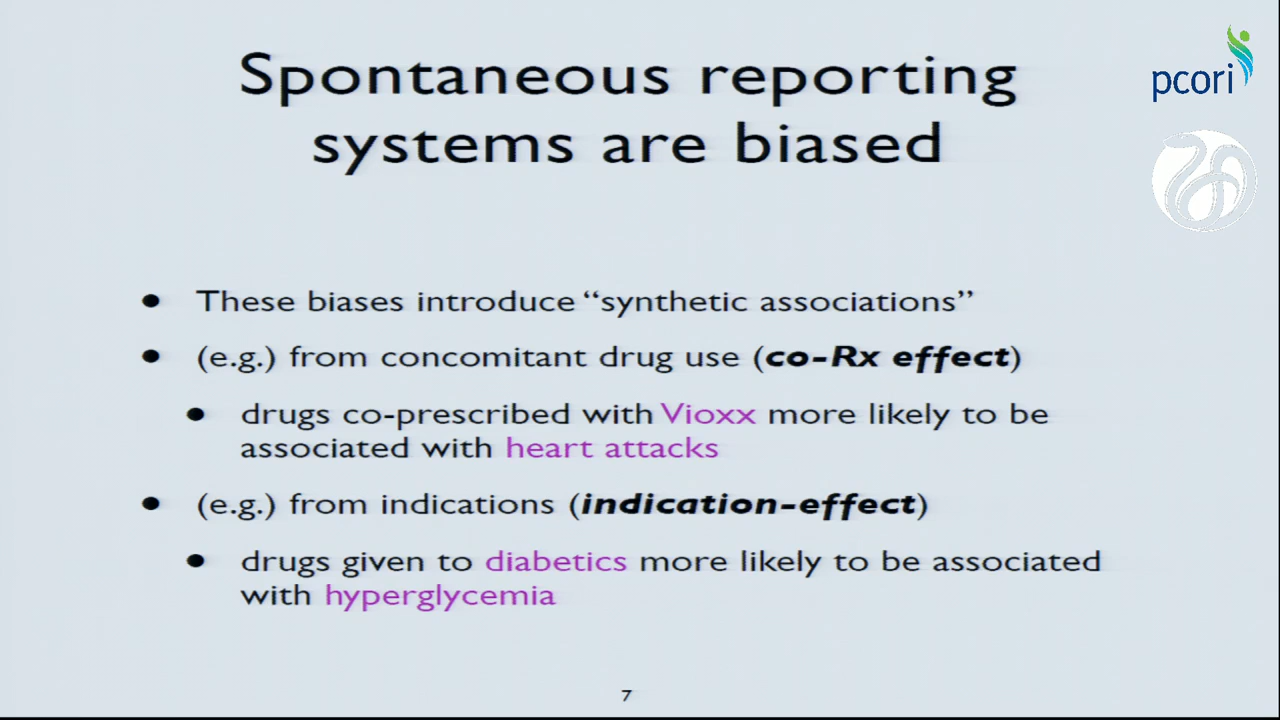 Spontaneous reporting
systems are biased
pcori
• These biases introduce “synthetic associations”
• (e.g.) from concomitant drug use (co-Rx effect)
• drugs co-prescribed with Vioxx more likely to be
associated with heart attacks
• (e.g.) from indications (indication-effect)
• drugs given to diabetics more likely to be associated
with hyperglycemia
7